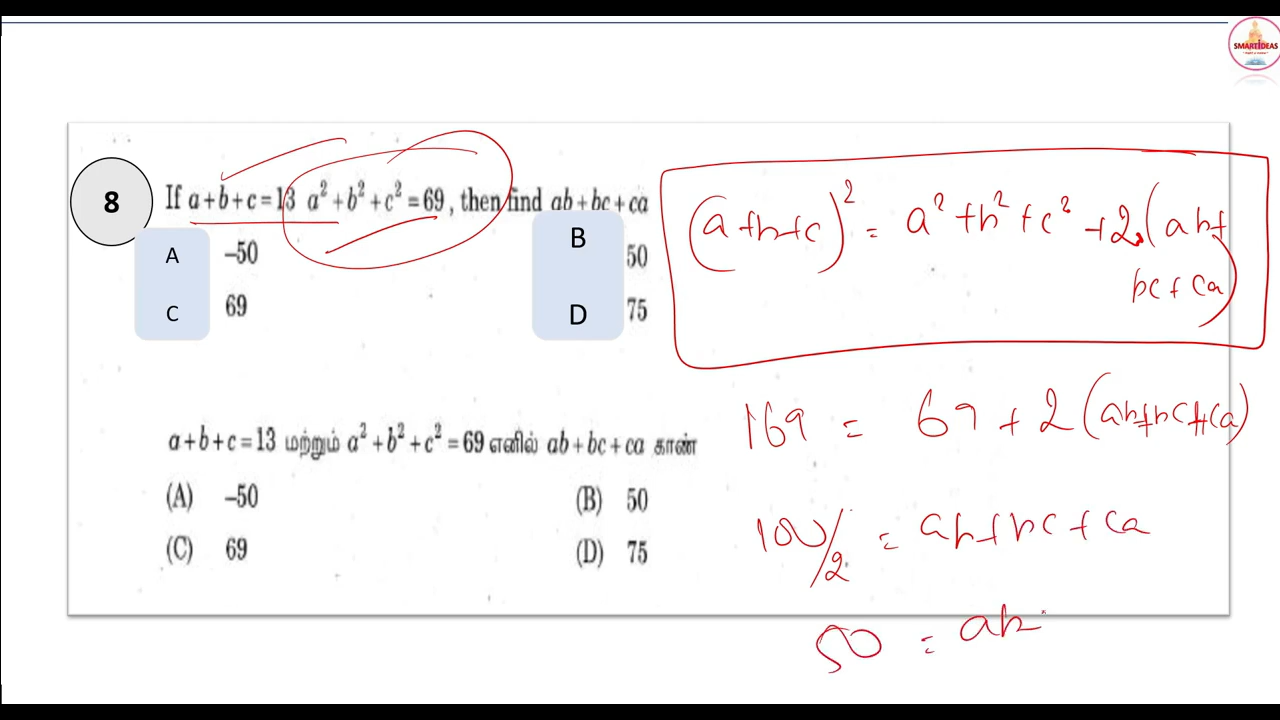 SMARTIDEAS
8
If a+b+c=13 a²+b²+c²=69, then find ab+bc+ca
A -50
B 50
C 69
D 75
a+b+c=13 மற்றும் a²+b²+c²=69 எனில் ab+bc+ca காண்
(A) -50
(B) 50
(C) 69
(D) 75
(a+b+c)² = a²+b²+c²+2(ab+
bc+ca)
169 = 69+2(ab+bc+ca)
100/2 = ab+bc+ca
50 = ab